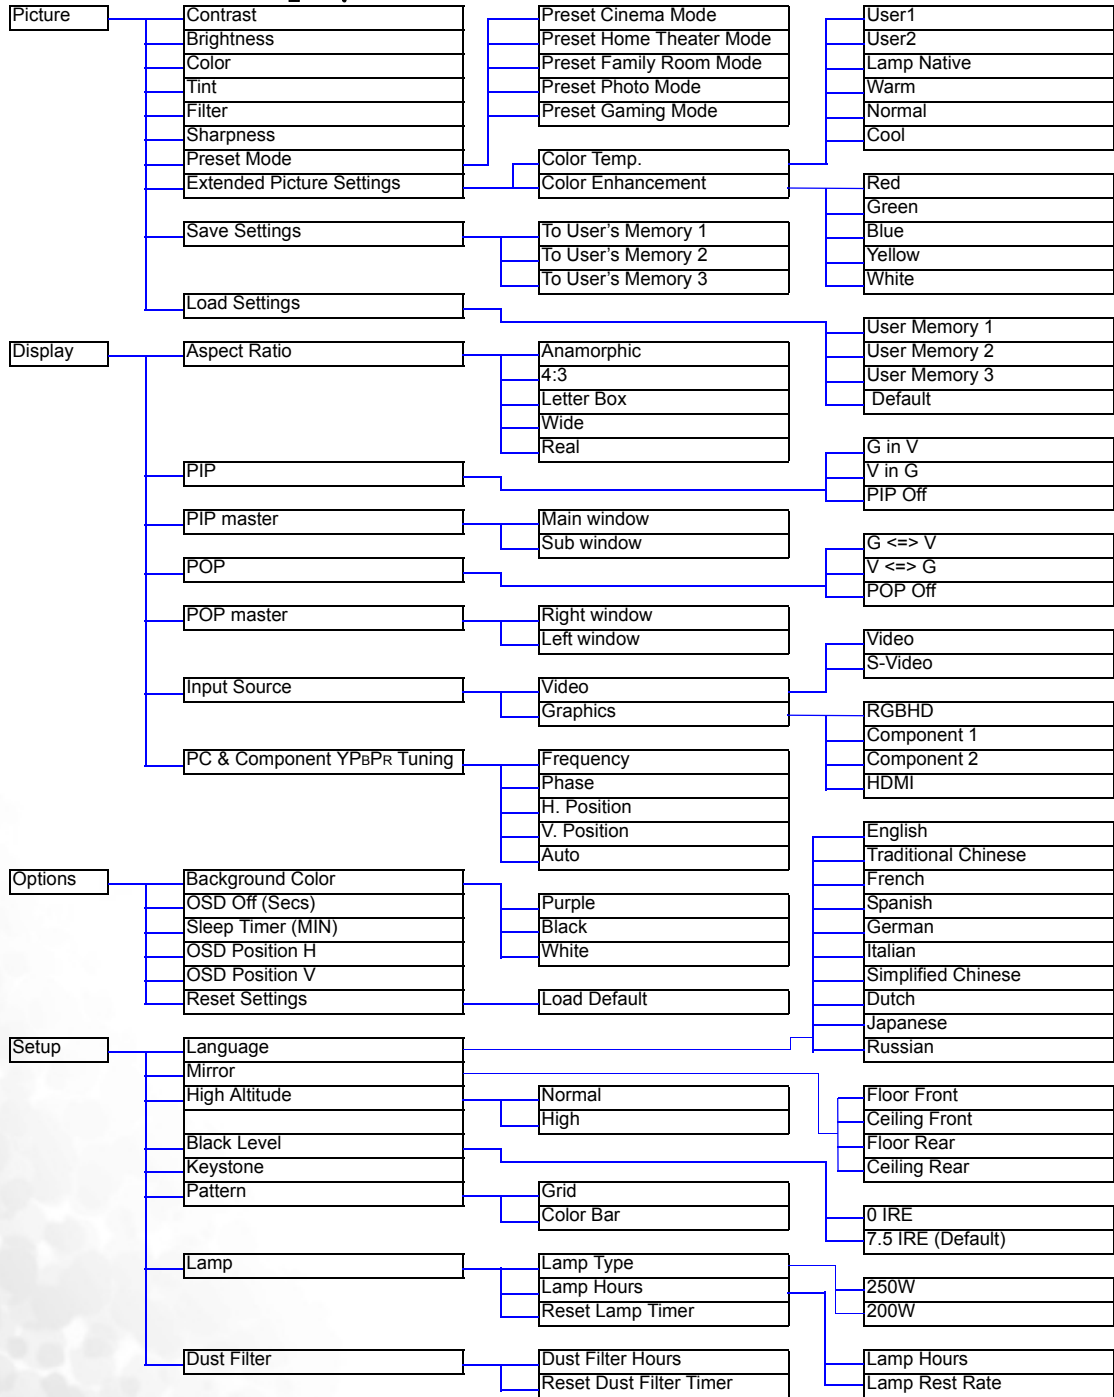 Picture
Contrast
Brightness
Color
Tint
Filter
Sharpness
Preset Mode
Extended Picture Settings
Save Settings
Load Settings
Preset Cinema Mode
Preset Home Theater Mode
Preset Family Room Mode
Preset Photo Mode
Preset Gaming Mode
Color Temp.
Color Enhancement
To User’s Memory 1
To User’s Memory 2
To User’s Memory 3
User1
User2
Lamp Native
Warm
Normal
Cool
Red
Green
Blue
Yellow
White
User Memory 1
User Memory 2
User Memory 3
Default
Display
Aspect Ratio
PIP
PIP master
POP
POP master
Input Source
PC & Component YPBPR Tuning
Anamorphic
4:3
Letter Box
Wide
Real
Main window
Sub window
Right window
Left window
Video
Graphics
Frequency
Phase
H. Position
V. Position
Auto
G in V
V in G
PIP Off
G <=> V
V <=> G
POP Off
Video
S-Video
RGBHD
Component 1
Component 2
HDMI
Options
Background Color
OSD Off (Secs)
Sleep Timer (MIN)
OSD Position H
OSD Position V
Reset Settings
Purple
Black
White
Load Default
Setup
Language
Mirror
High Altitude
Black Level
Keystone
Pattern
Lamp
Dust Filter
Normal
High
Grid
Color Bar
Lamp Type
Lamp Hours
Reset Lamp Timer
Dust Filter Hours
Reset Dust Filter Timer
English
Traditional Chinese
French
Spanish
German
Italian
Simplified Chinese
Dutch
Japanese
Russian
Floor Front
Ceiling Front
Floor Rear
Ceiling Rear
0 IRE
7.5 IRE (Default)
250W
200W
Lamp Hours
Lamp Rest Rate